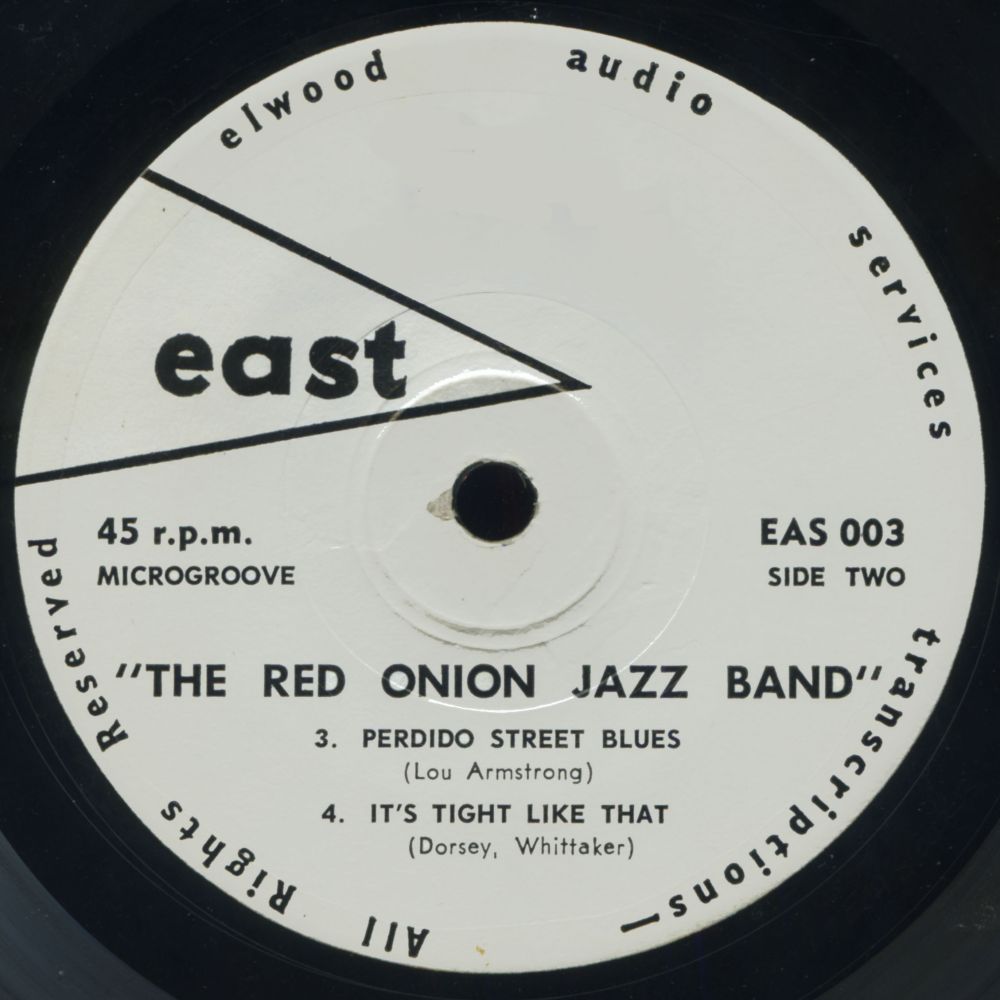 elwood audio services transcriptions— All Rights Reserved
east
45 r.p.m.
EAS 003
MICROGROOVE
SIDE TWO
"THE RED ONION JAZZ BAND"
3. PERDIDO STREET BLUES
(Lou Armstrong)
4. IT'S TIGHT LIKE THAT
(Dorsey, Whittaker)